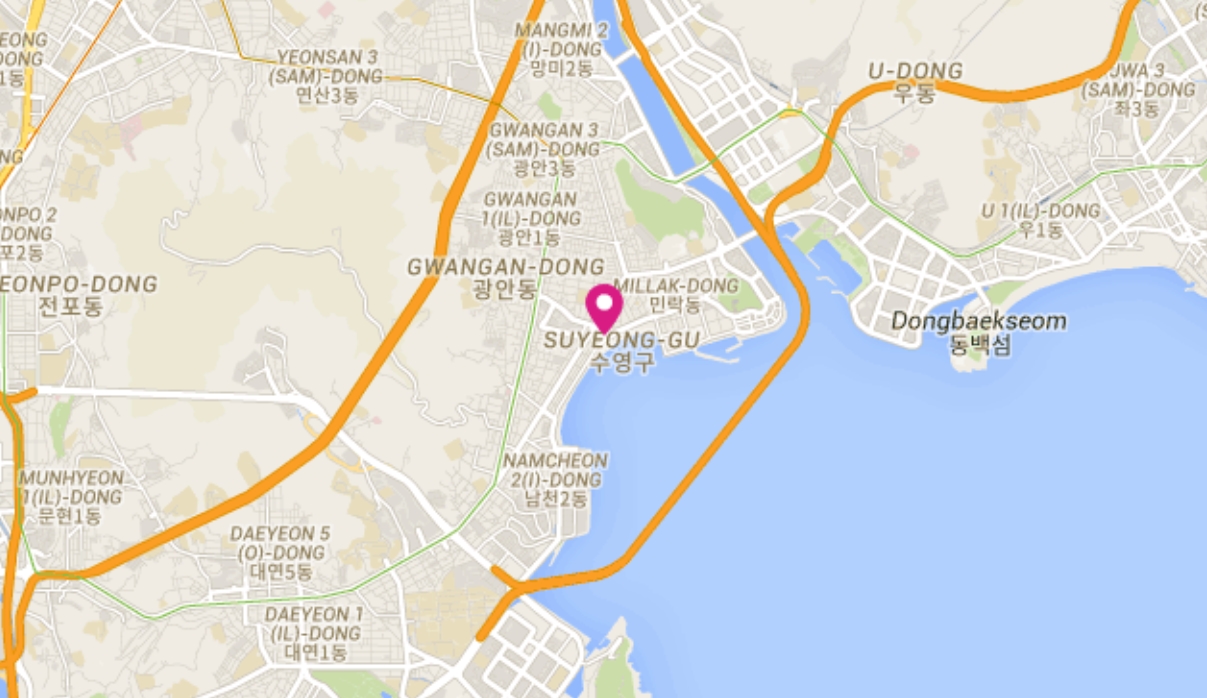 MANGMI 2
(I)-DONG
망미2동
EONG
DONG
1동
YEONSAN 3
(SAM)-DONG
연산3동
U-DONG
우동
JWA 3
(SAM)-DONG
좌3동
GWANGAN 3
(SAM)-DONG
광안3동
NG
GWANGAN
1(IL)-DONG
광안1동
ONPO 2
DONG
포2동
U 1(IL)-DONG
우1동
EONPO-DONG
전포동
GWANGAN-DONG
광안동
MILLAK-DONG
민락동
SUYEONG-GU
수영구
Dongbaekseom
동백섬
NAMCHEON
2(I)-DONG
남천2동
MUNHYEON
1(IL)-DONG
문현1동
DAEYEON 5
(O)-DONG
대연5동
DAEYEON 1
(IL)-DONG
대연1동